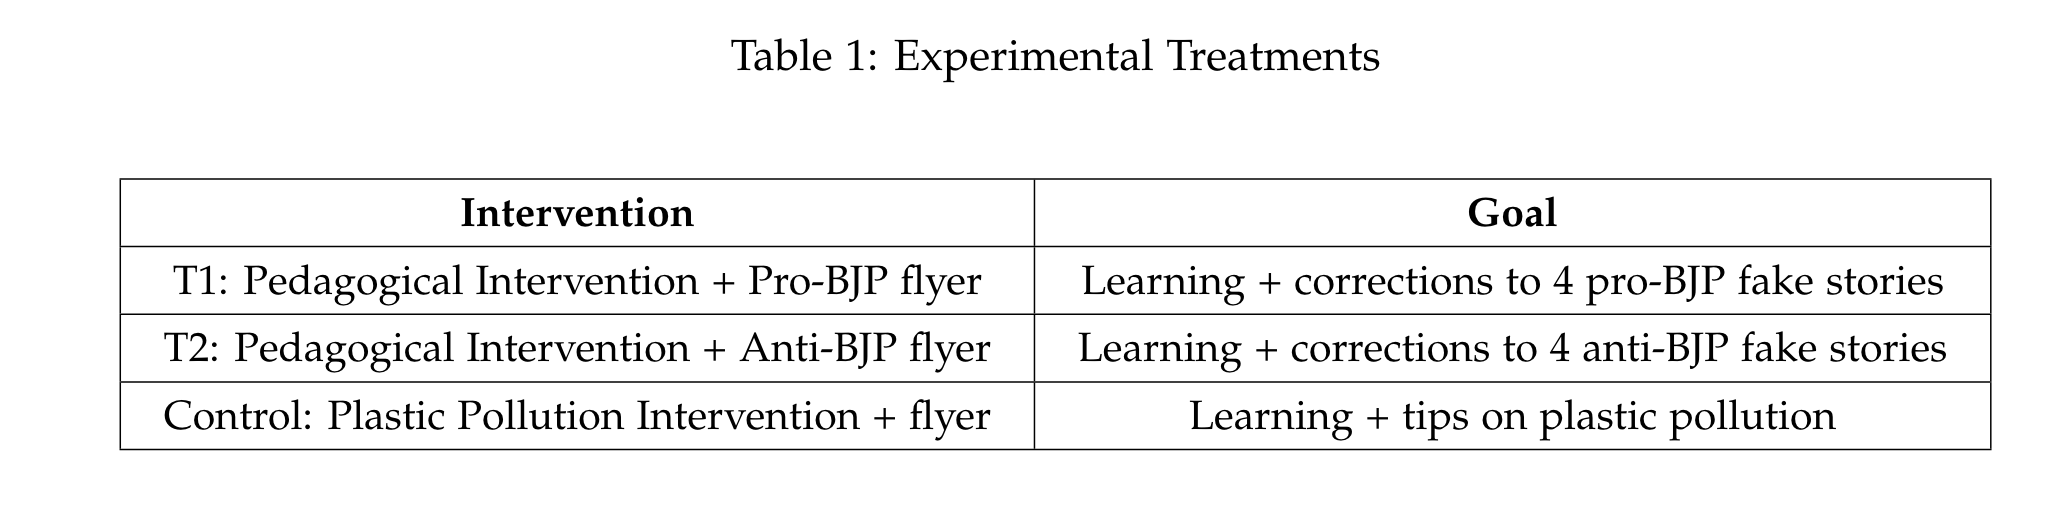 Table 1: Experimental Treatments
Intervention Goal
T1: Pedagogical Intervention + Pro-BJP flyer Learning + corrections to 4 pro-BJP fake stories
T2: Pedagogical Intervention + Anti-BJP flyer Learning + corrections to 4 anti-BJP fake stories
Control: Plastic Pollution Intervention + flyer Learning + tips on plastic pollution